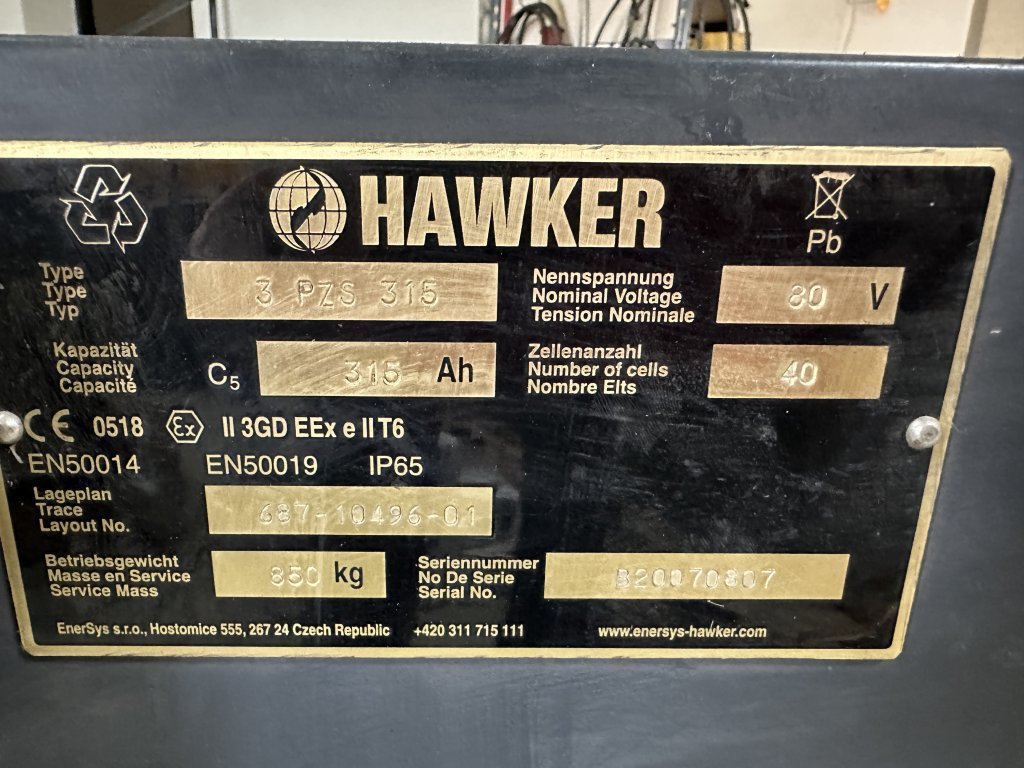 HAWKER
Pb
Type
Type
Typ
3 PZS 315
Nennspannung
Nominal Voltage
Tension Nominale
80 V
Kapazität
Capacity
Capacité
C5
315 Ah
Zellenanzahl
Number of cells
Nombre Elts
40
CE 0518 Ex II 3GD EEx e II T6
EN50014 EN50019 IP65
Lageplan
Trace
Layout No.
687-10496-01
Betriebsgewicht
Masse en Service
Service Mass
850 kg
Seriennummer
No De Serie
Serial No.
B20070807
EnerSys s.r.o., Hostomice 555, 267 24 Czech Republic +420 311 715 111 www.enersys-hawker.com